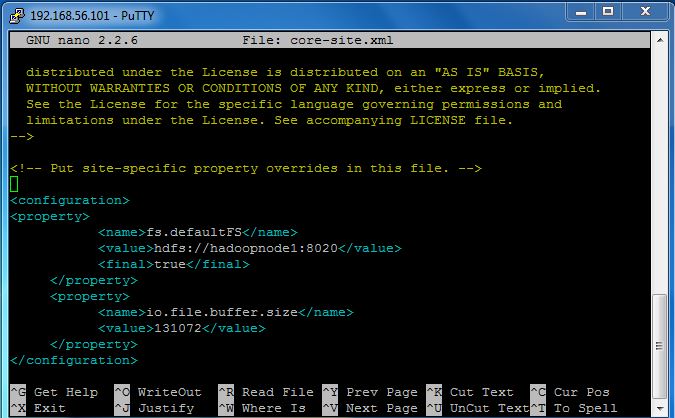 192.168.56.101 - PuTTY
GNU nano 2.2.6 File: core-site.xml
distributed under the License is distributed on an "AS IS" BASIS,
WITHOUT WARRANTIES OR CONDITIONS OF ANY KIND, either express or implied.
See the License for the specific language governing permissions and
limitations under the License. See accompanying LICENSE file.
-->
<!-- Put site-specific property overrides in this file. -->
<configuration>
<property>
<name>fs.defaultFS</name>
<value>hdfs://hadoopnode1:8020</value>
<final>true</final>
</property>
<property>
<name>io.file.buffer.size</name>
<value>131072</value>
</property>
</configuration>
^G Get Help ^O WriteOut ^R Read File ^Y Prev Page ^K Cut Text ^C Cur Pos
^X Exit ^J Justify ^W Where Is ^V Next Page ^U UnCut Text ^T To Spell